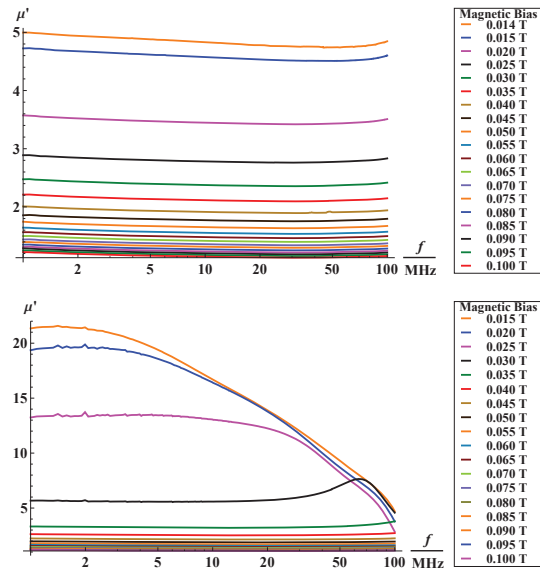 μ'
5
4
3
2
2
5
10
20
50
100
f
MHz
Magnetic Bias
0.014 T
0.015 T
0.020 T
0.025 T
0.030 T
0.035 T
0.040 T
0.045 T
0.050 T
0.055 T
0.060 T
0.065 T
0.070 T
0.075 T
0.080 T
0.085 T
0.090 T
0.095 T
0.100 T
μ'
20
15
10
5
2
5
10
20
50
100
f
MHz
Magnetic Bias
0.015 T
0.020 T
0.025 T
0.030 T
0.035 T
0.040 T
0.045 T
0.050 T
0.055 T
0.060 T
0.065 T
0.070 T
0.075 T
0.080 T
0.085 T
0.090 T
0.095 T
0.100 T